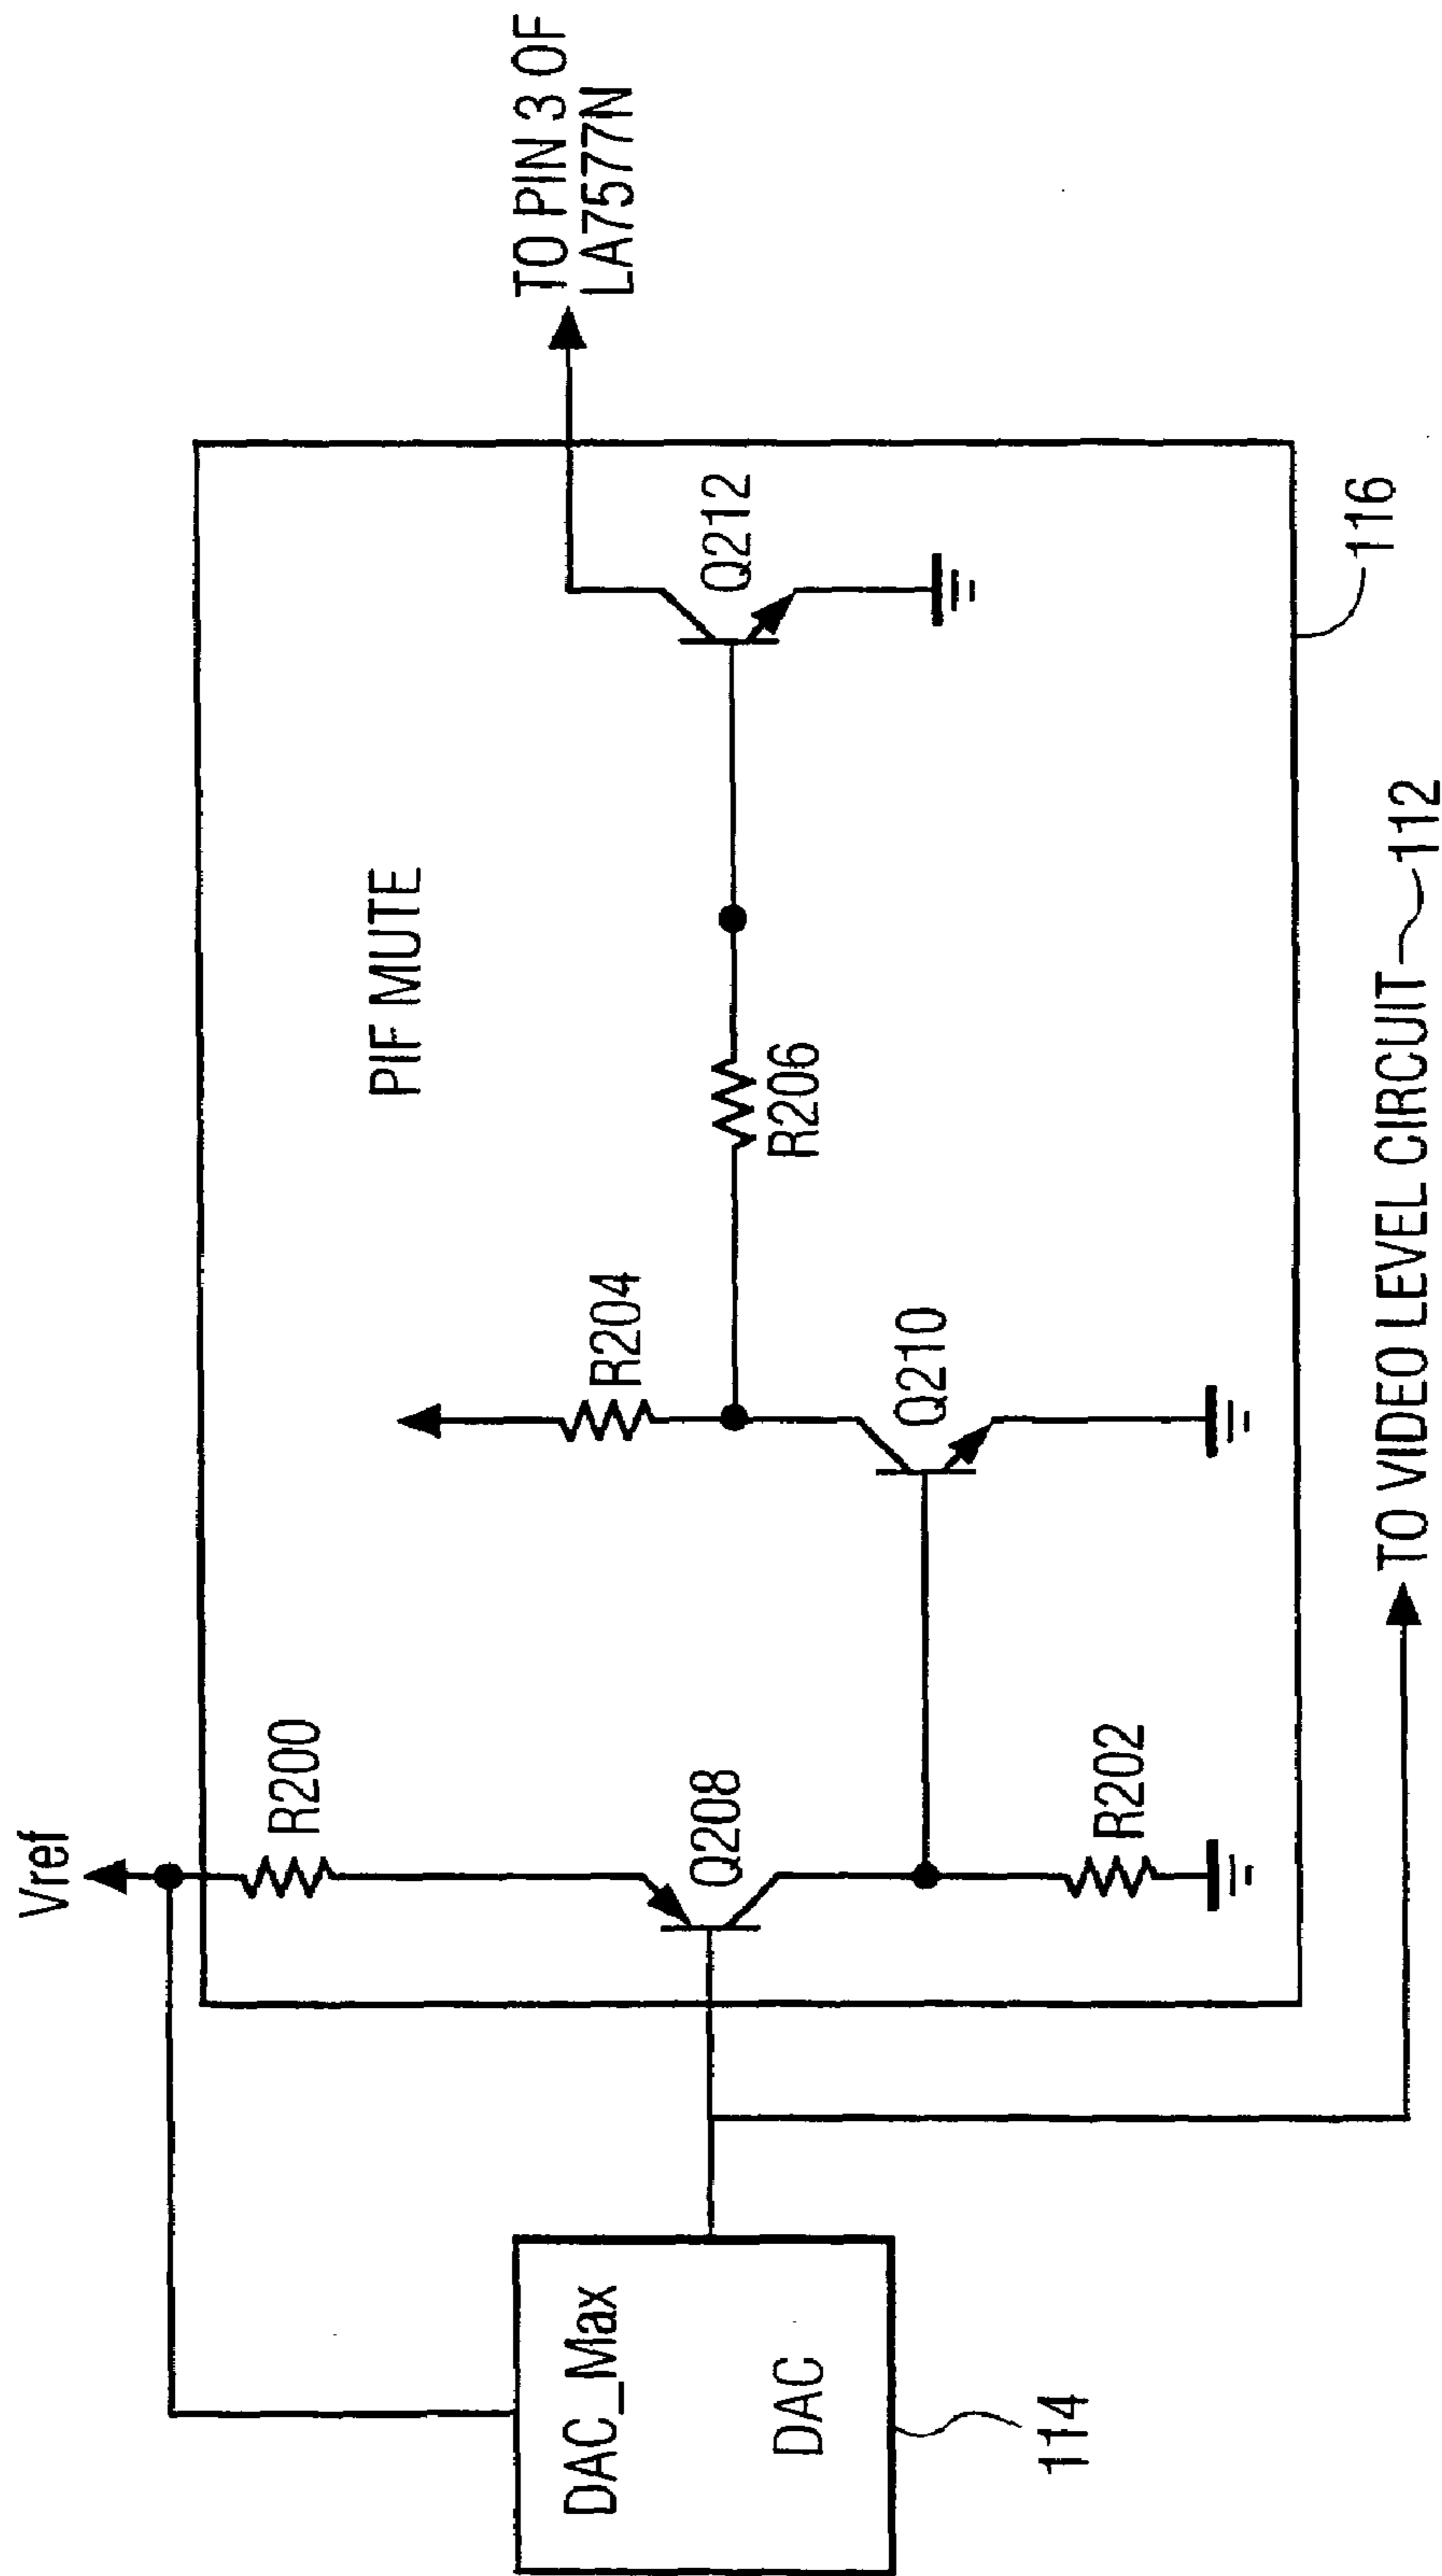 Vref
R200
PIF MUTE
TO PIN 3 OF
LA7577N
R204
DAC_Max
DAC
Q208
R206
Q212
Q210
R202
114
116
TO VIDEO LEVEL CIRCUIT
112